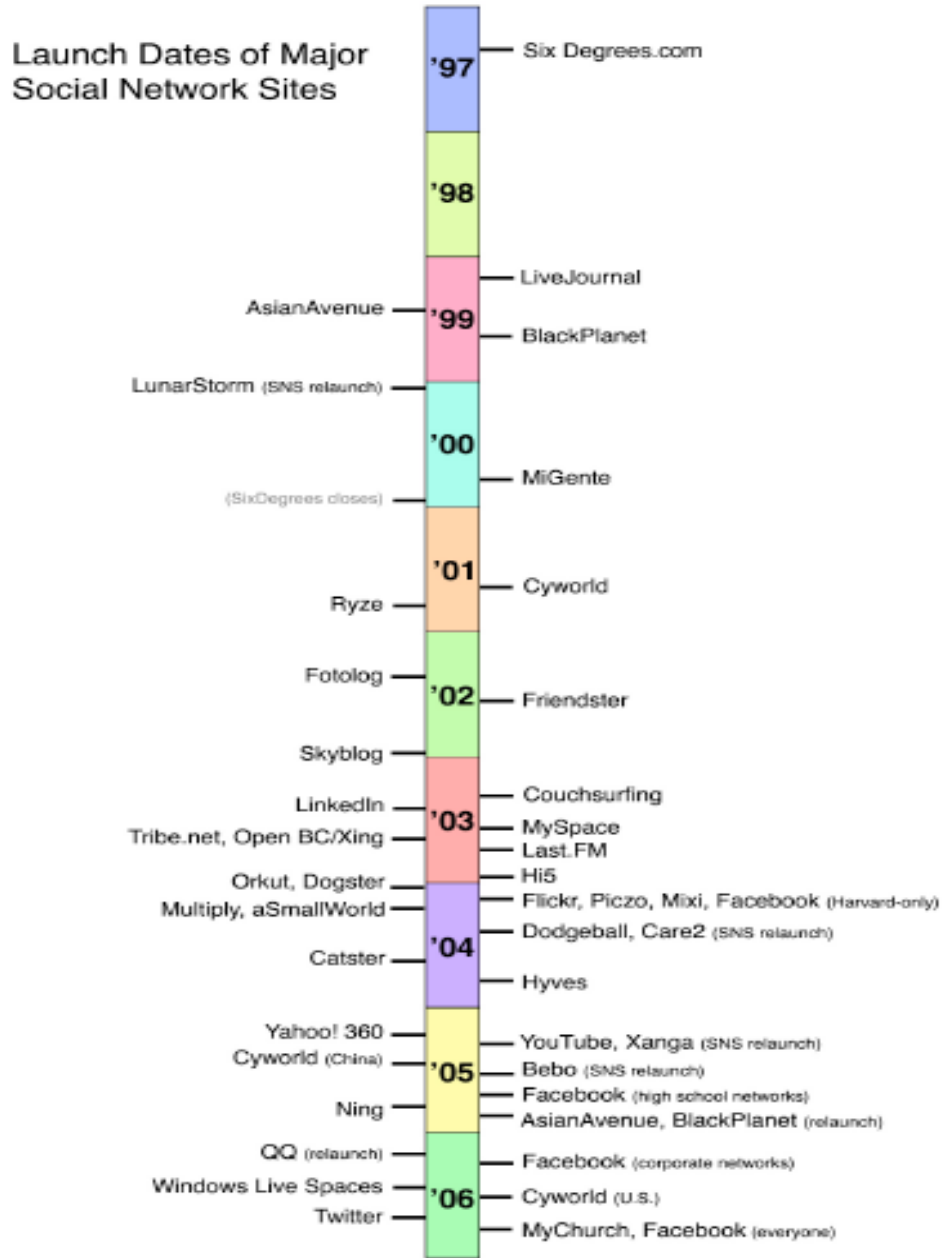 Launch Dates of Major
Social Network Sites
'97
Six Degrees.com
'98
'99
LiveJournal
AsianAvenue
BlackPlanet
'00
LunarStorm (SNS relaunch)
MiGente
(SixDegrees closes)
'01
Cyworld
Ryze
'02
Fotolog
Friendster
Skyblog
'03
Couchsurfing
LinkedIn
MySpace
Tribe.net, Open BC/Xing
Last.FM
Hi5
'04
Orkut, Dogster
Flickr, Piczo, Mixi, Facebook (Harvard-only)
Multiply, aSmallWorld
Dodgeball, Care2 (SNS relaunch)
Catster
Hyves
'05
Yahoo! 360
YouTube, Xanga (SNS relaunch)
Cyworld (China)
Bebo (SNS relaunch)
Facebook (high school networks)
Ning
AsianAvenue, BlackPlanet (relaunch)
'06
QQ (relaunch)
Facebook (corporate networks)
Windows Live Spaces
Cyworld (U.S.)
Twitter
MyChurch, Facebook (everyone)